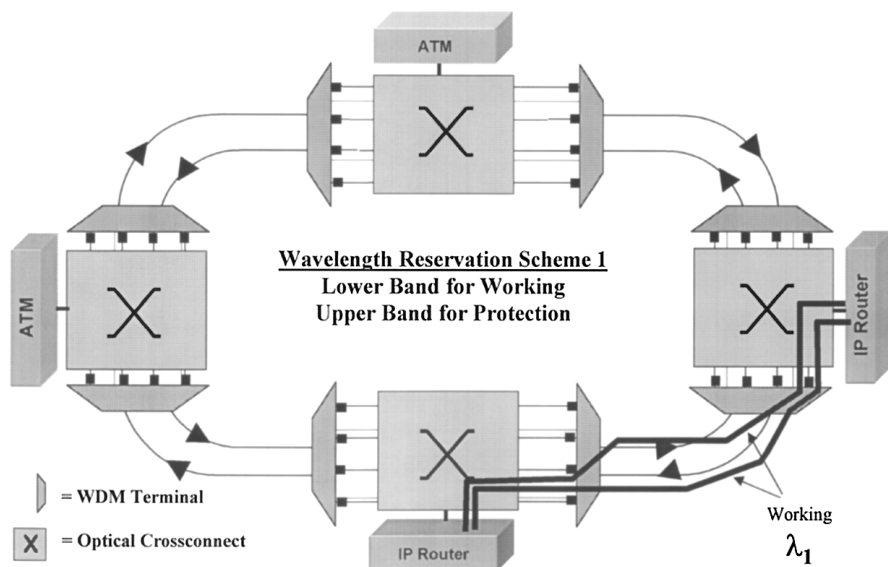 ATM
Wavelength Reservation Scheme 1
Lower Band for Working
Upper Band for Protection
ATM
IP Router
IP Router
= WDM Terminal
X = Optical Crossconnect
Working
λ1